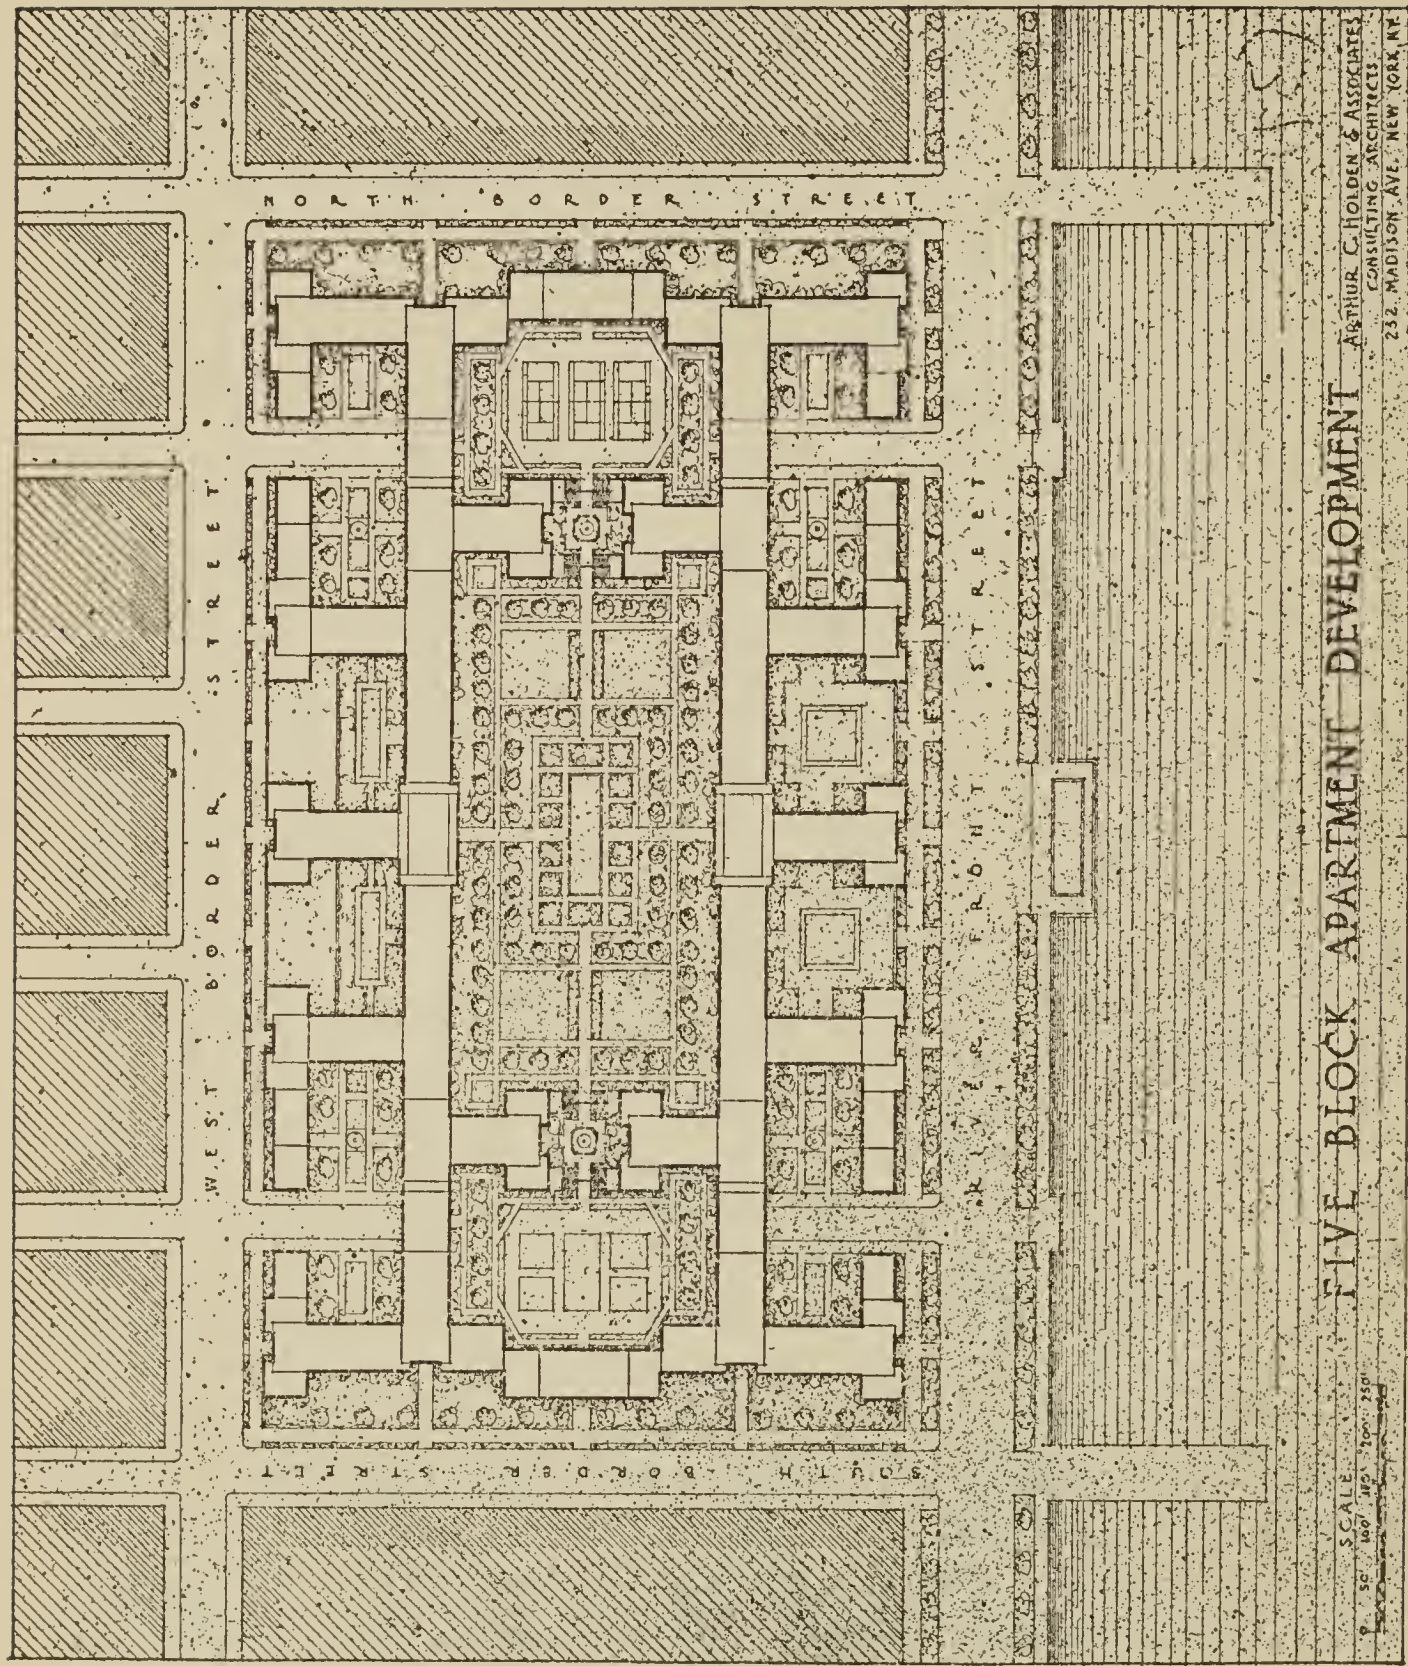 NORTH BORDER STREET
WEST BORDER STREET
RIVER FRONT STREET
SOUTH BORDER STREET
FIVE BLOCK APARTMENT DEVELOPMENT
ARTHUR C. HOLDEN & ASSOCIATES
CONSULTING ARCHITECTS
232 MADISON AVE. NEW YORK, N.Y.
SCALE
0 50' 100' 150' 200' 250'